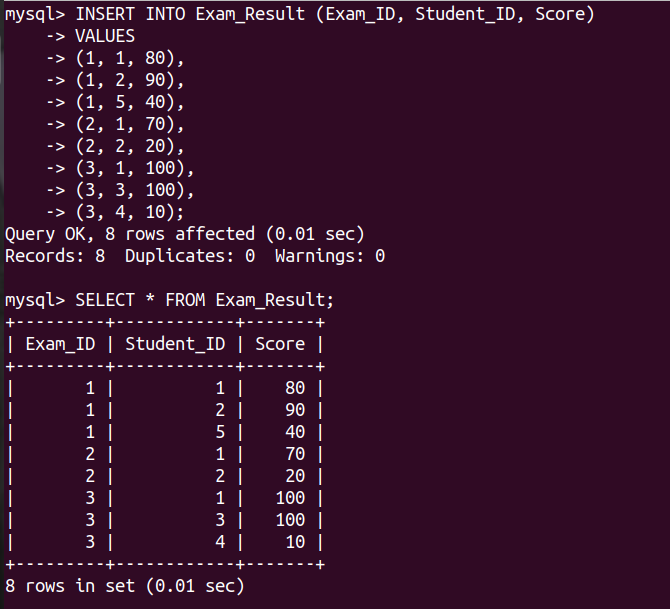 mysql> INSERT INTO Exam_Result (Exam_ID, Student_ID, Score)
    -> VALUES
    -> (1, 1, 80),
    -> (1, 2, 90),
    -> (1, 5, 40),
    -> (2, 1, 70),
    -> (2, 2, 20),
    -> (3, 1, 100),
    -> (3, 3, 100),
    -> (3, 4, 10);
Query OK, 8 rows affected (0.01 sec)
Records: 8  Duplicates: 0  Warnings: 0

mysql> SELECT * FROM Exam_Result;
+---------+------------+-------+
| Exam_ID | Student_ID | Score |
+---------+------------+-------+
|       1 |          1 |    80 |
|       1 |          2 |    90 |
|       1 |          5 |    40 |
|       2 |          1 |    70 |
|       2 |          2 |    20 |
|       3 |          1 |   100 |
|       3 |          3 |   100 |
|       3 |          4 |    10 |
+---------+------------+-------+
8 rows in set (0.01 sec)